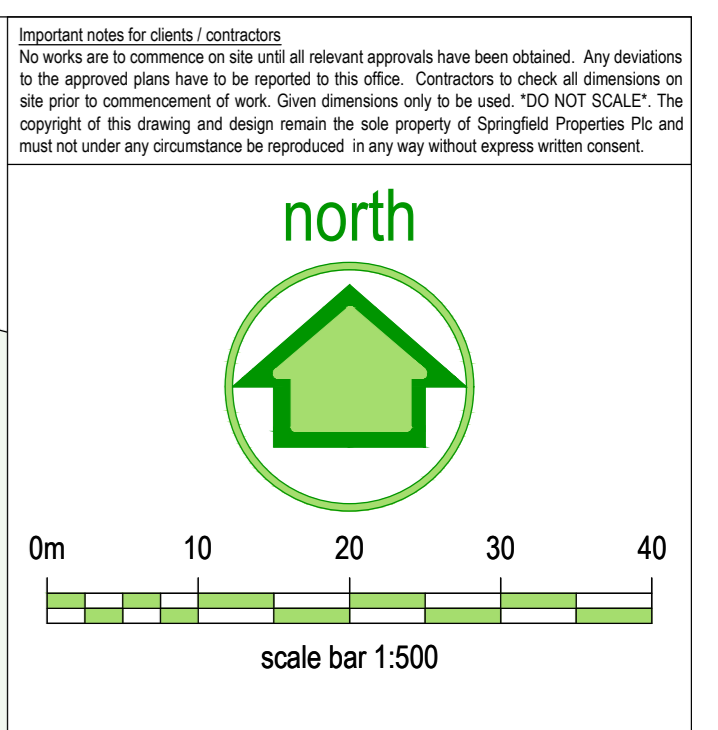 Important notes for clients / contractors
No works are to commence on site until all relevant approvals have been obtained.  Any deviations
to the approved plans have to be reported to this office.  Contractors to check all dimensions on
site prior to commencement of work. Given dimensions only to be used. *DO NOT SCALE*. The
copyright of this drawing and design remain the sole property of Springfield Properties Plc and
must not under any circumstance be reproduced  in any way without express written consent.
north
0m 10 20 30 40
scale bar 1:500